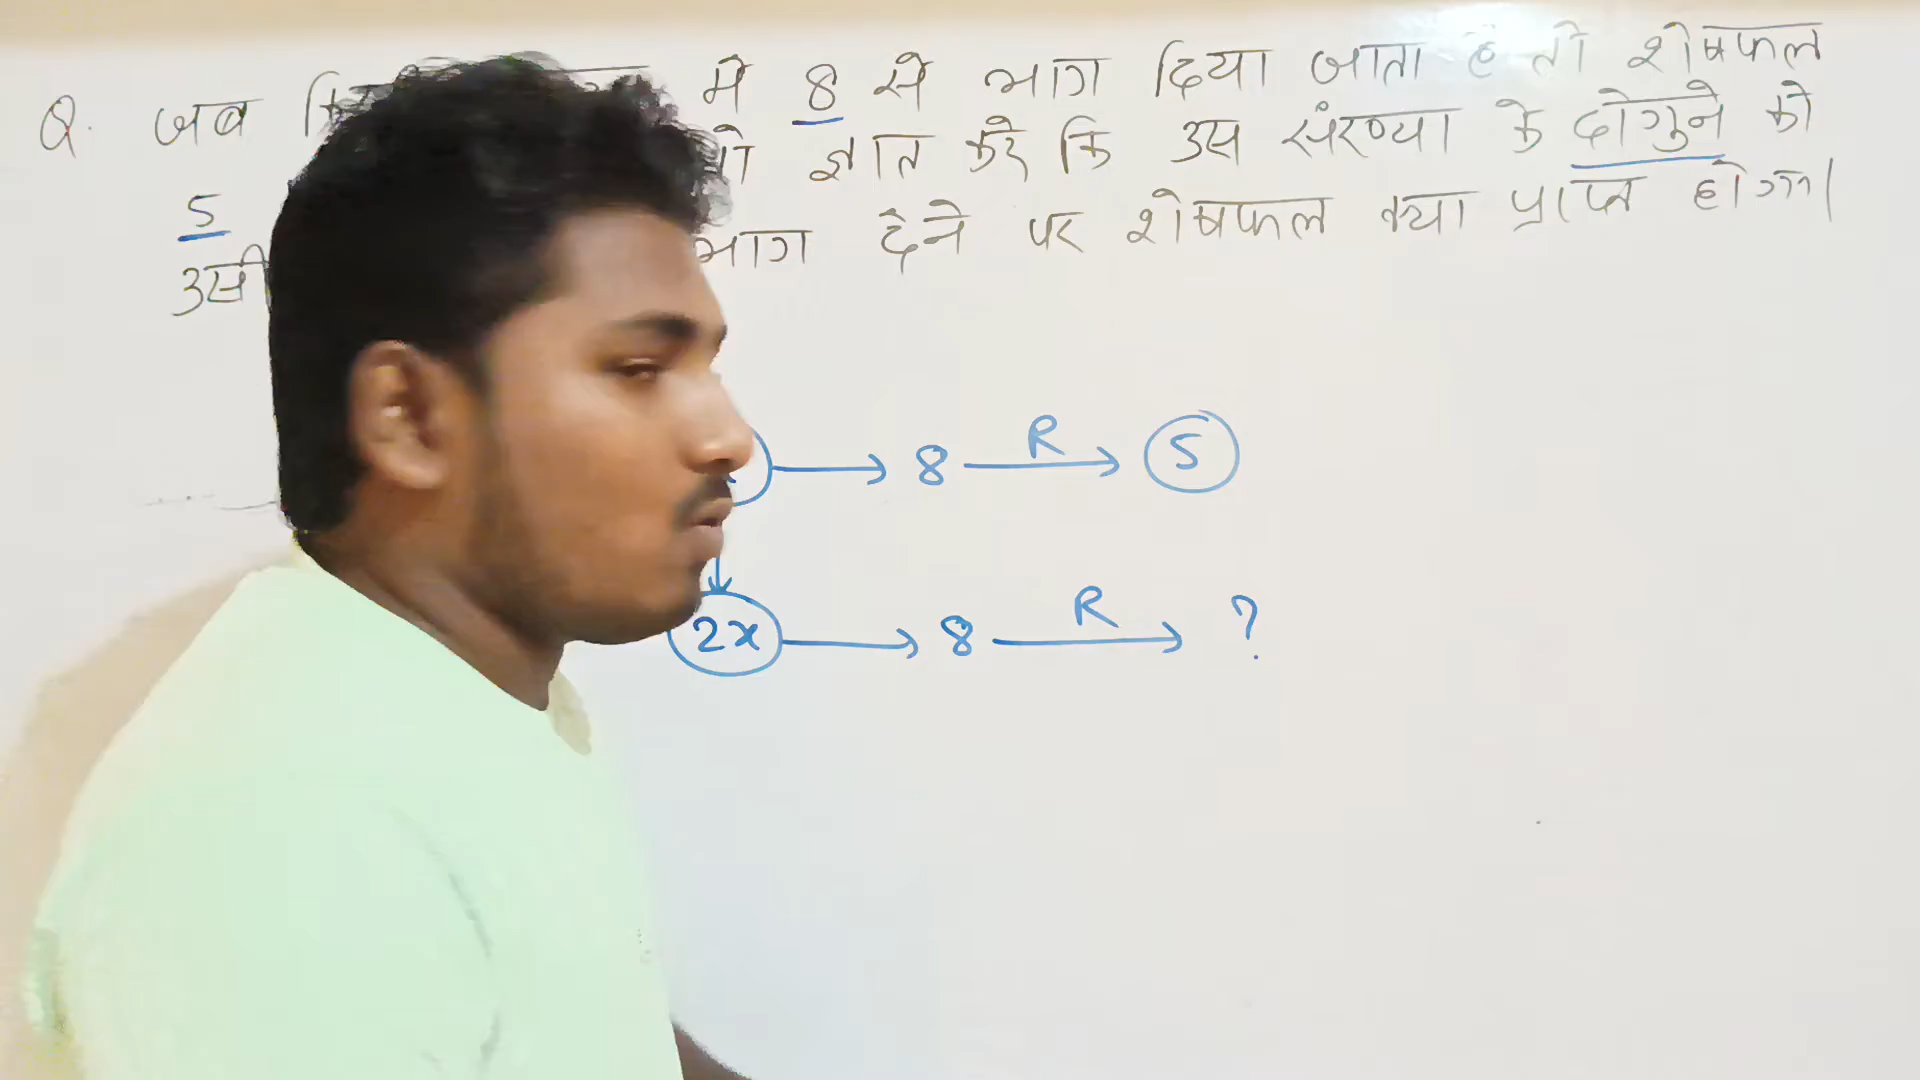 Q. जब में 8 से भाग दिया जाता है तो शेषफल
5 ज्ञात करें कि उस संख्या के दोगुने को
उसी भाग देने पर शेषफल क्या प्राप्त होगा।
→ 8 R → 5
2x → 8 R → ?